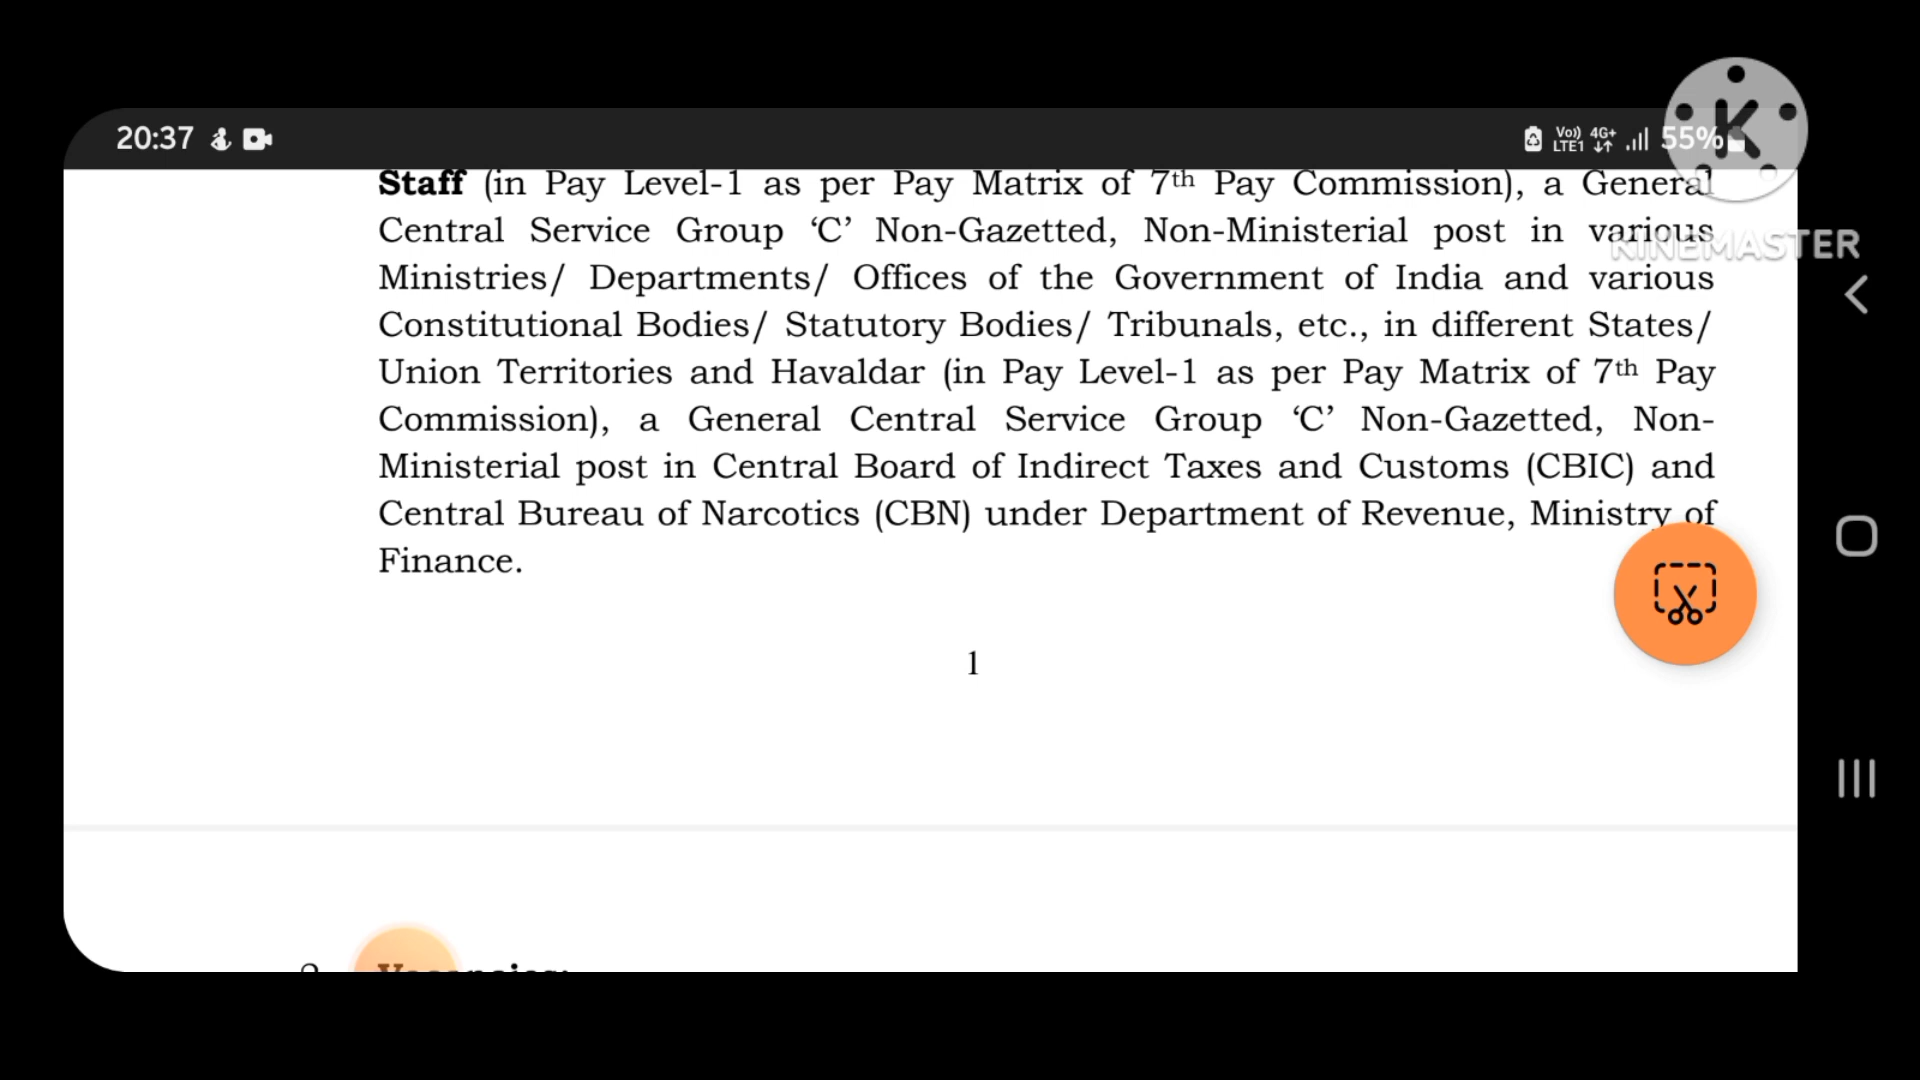 20:37
Vo)) 4G+ 55%
LTE1
K
KINEMASTER
Staff (in Pay Level-1 as per Pay Matrix of 7th Pay Commission), a General
Central Service Group ‘C’ Non-Gazetted, Non-Ministerial post in various
Ministries/ Departments/ Offices of the Government of India and various
Constitutional Bodies/ Statutory Bodies/ Tribunals, etc., in different States/
Union Territories and Havaldar (in Pay Level-1 as per Pay Matrix of 7th Pay
Commission), a General Central Service Group ‘C’ Non-Gazetted, Non-
Ministerial post in Central Board of Indirect Taxes and Customs (CBIC) and
Central Bureau of Narcotics (CBN) under Department of Revenue, Ministry of
Finance.
1
Vacancies: